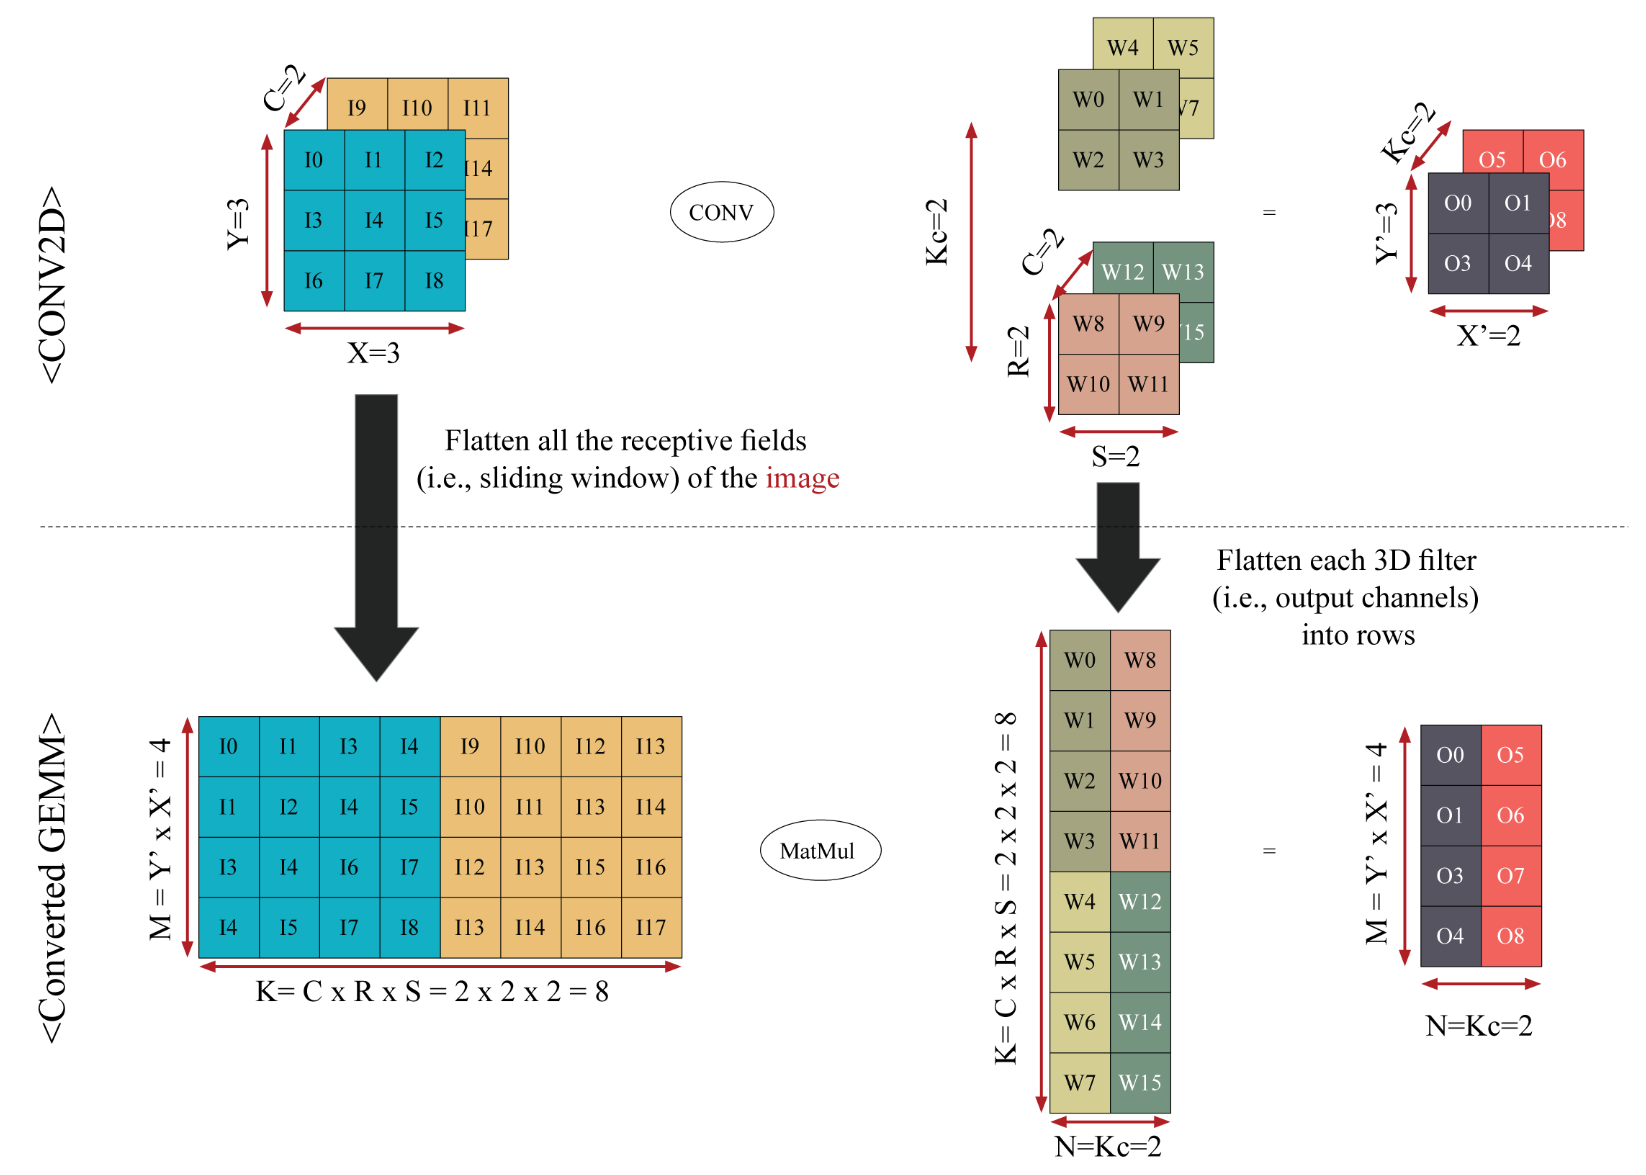 <CONV2D>
C=2
I9 I10 I11
I14
I17
Y=3
I0 I1 I2
I3 I4 I5
I6 I7 I8
X=3
CONV
W4 W5
W7
W0 W1
W2 W3
Kc=2
C=2
W12 W13
15
R=2
W8 W9
W10 W11
S=2
=
Kc=2
O5 O6
O8
Y’=3
O0 O1
O3 O4
X’=2
Flatten all the receptive fields
(i.e., sliding window) of the image
Flatten each 3D filter
(i.e., output channels)
into rows
<Converted GEMM>
M = Y’ x X’ = 4
I0 I1 I3 I4 I9 I10 I12 I13
I1 I2 I4 I5 I10 I11 I13 I14
I3 I4 I6 I7 I12 I13 I15 I16
I4 I5 I7 I8 I13 I14 I16 I17
K= C x R x S = 2 x 2 x 2 = 8
MatMul
K= C x R x S = 2 x 2 x 2 = 8
W0 W8
W1 W9
W2 W10
W3 W11
W4 W12
W5 W13
W6 W14
W7 W15
N=Kc=2
=
M = Y’ x X’ = 4
O0 O5
O1 O6
O3 O7
O4 O8
N=Kc=2